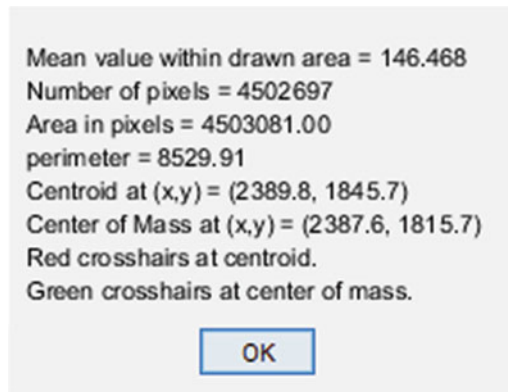 Mean value within drawn area = 146.468
Number of pixels = 4502697
Area in pixels = 4503081.00
perimeter = 8529.91
Centroid at (x,y) = (2389.8, 1845.7)
Center of Mass at (x,y) = (2387.6, 1815.7)
Red crosshairs at centroid.
Green crosshairs at center of mass.
OK